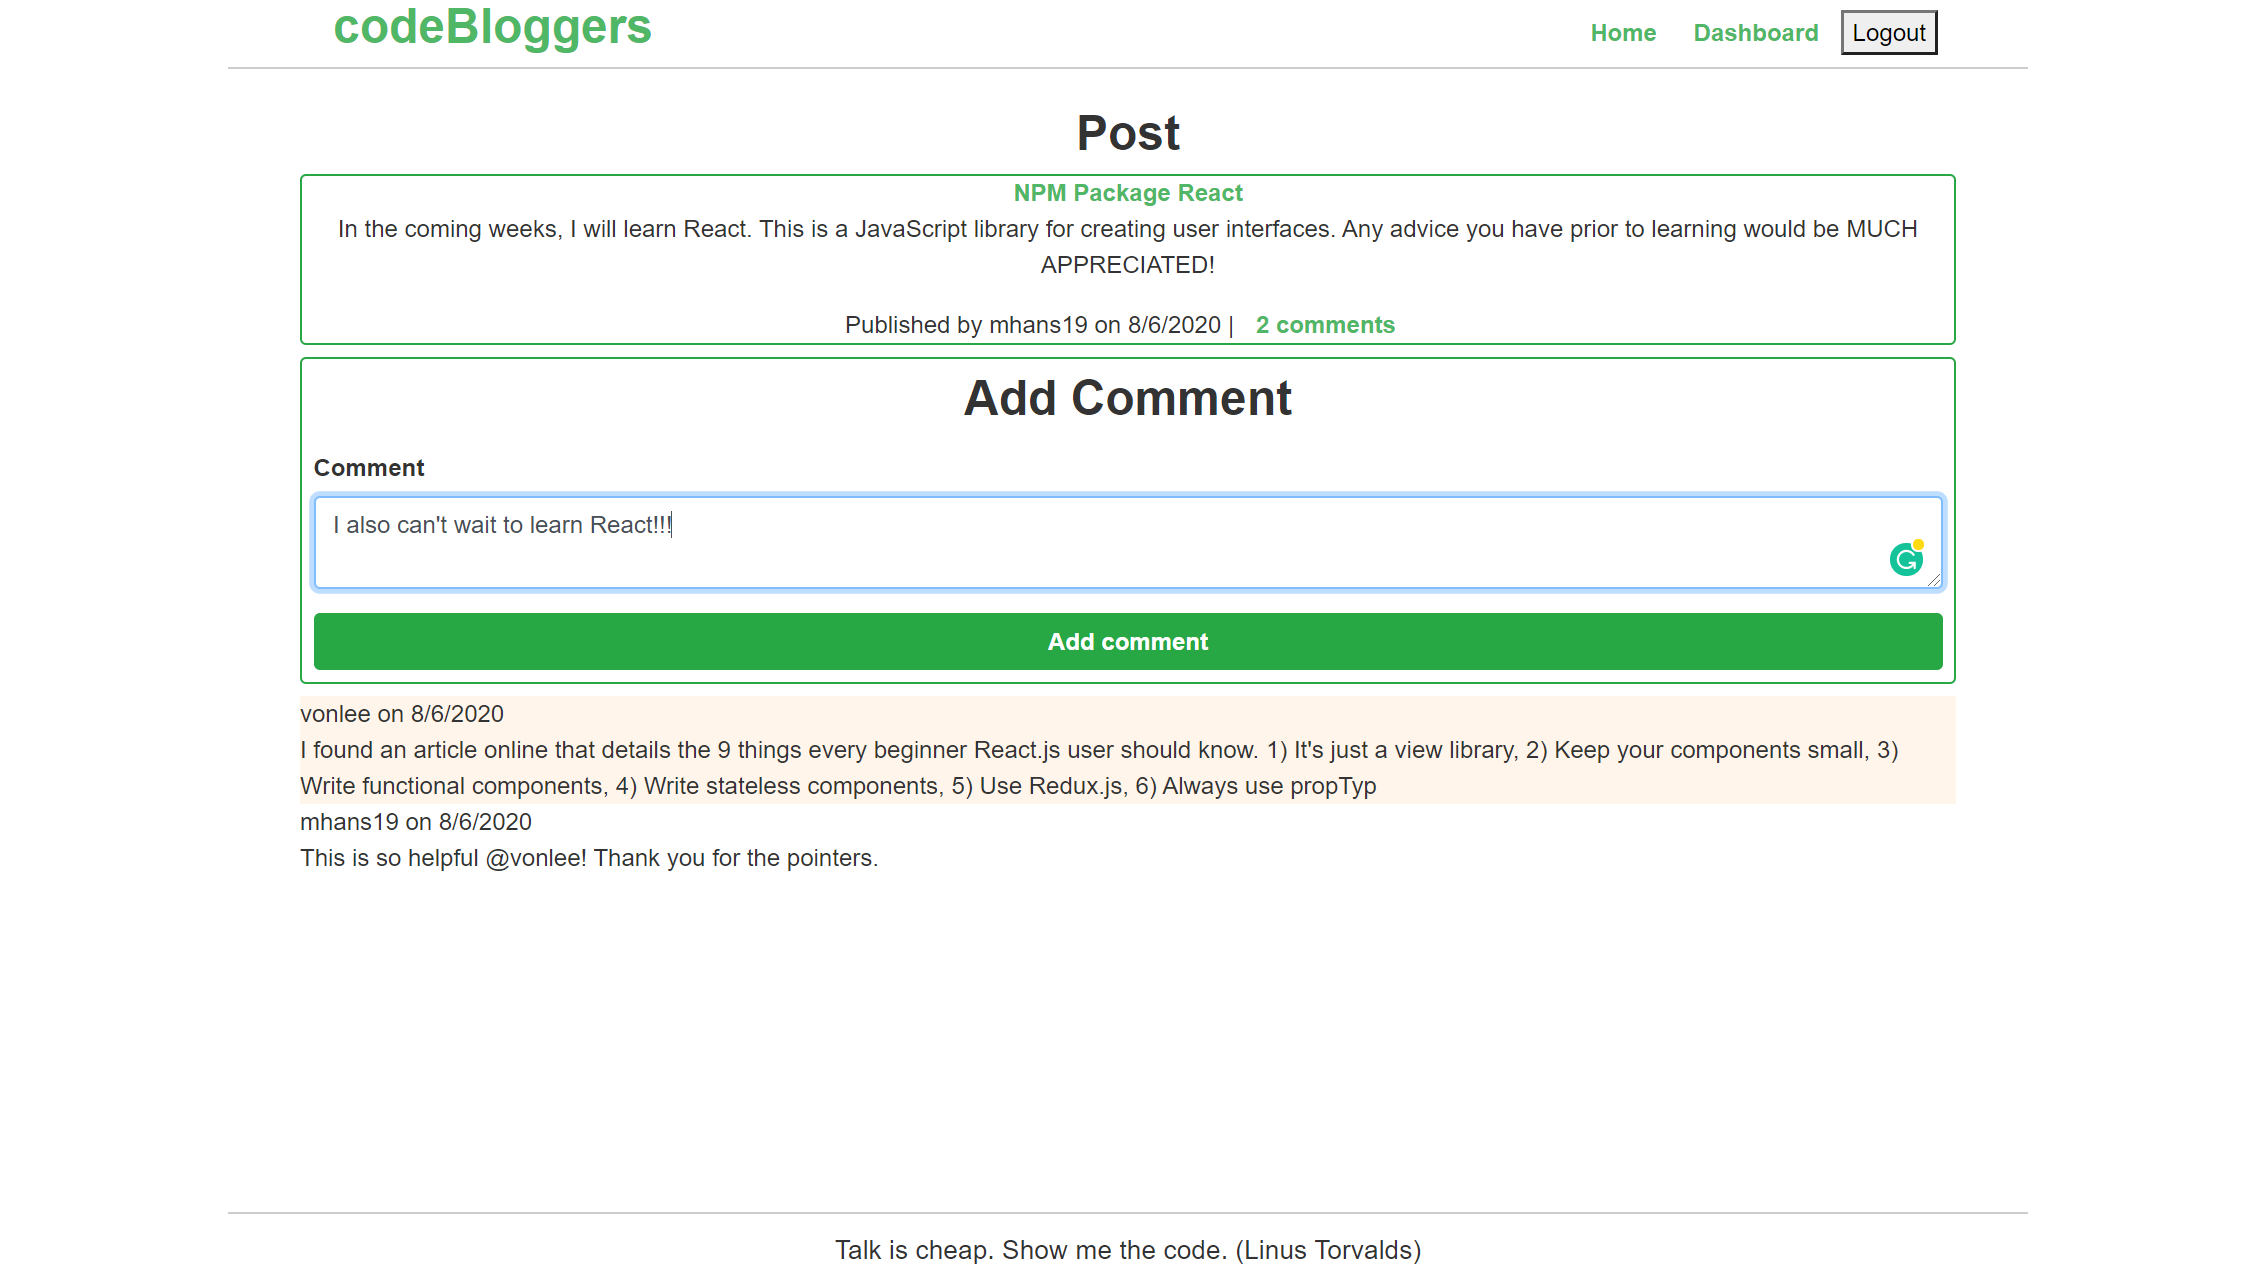 codeBloggers
Home Dashboard Logout
Post
NPM Package React
In the coming weeks, I will learn React. This is a JavaScript library for creating user interfaces. Any advice you have prior to learning would be MUCH
APPRECIATED!
Published by mhans19 on 8/6/2020 | 2 comments
Add Comment
Comment
I also can't wait to learn React!!!
Add comment
vonlee on 8/6/2020
I found an article online that details the 9 things every beginner React.js user should know. 1) It's just a view library, 2) Keep your components small, 3)
Write functional components, 4) Write stateless components, 5) Use Redux.js, 6) Always use propTyp
mhans19 on 8/6/2020
This is so helpful @vonlee! Thank you for the pointers.
Talk is cheap. Show me the code. (Linus Torvalds)